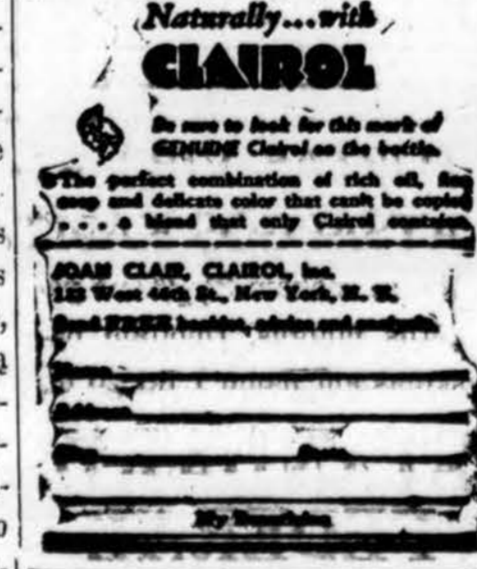 Naturally...with
CLAIROL
Be sure to look for this mark of
GENUINE Clairol on the bottle.
The perfect combination of rich oil, fine
soap and delicate color that can't be copied
. . . a blend that only Clairol contains.
CLAIR, CLAIROL, Inc.
West 46th St., New York, N. Y.
Send FREE booklet, advice and analysis.
Name
Address
City State
My Beautician